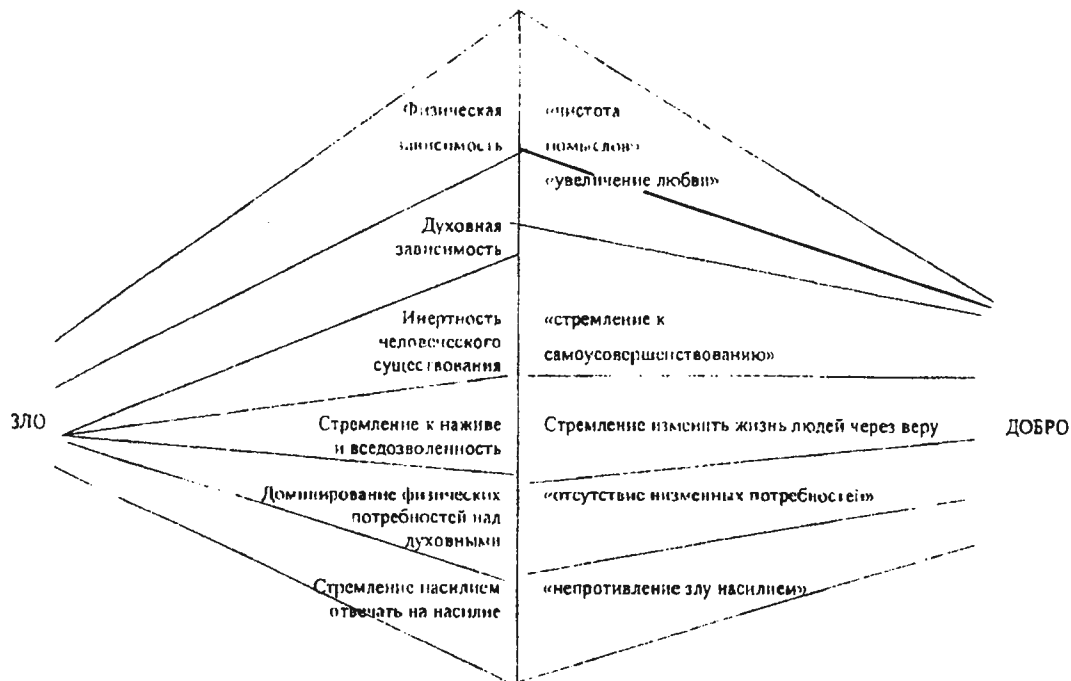 Физическая
зависимость
«чистота
помыслов»
«увеличение любви»
Духовная
зависимость
Инертность
человеческого
существования
«стремление к
самоусовершенствованию»
ЗЛО
Стремление к наживе
и вседозволенность
Стремление изменить жизнь людей через веру
ДОБРО
Доминирование физических
потребностей над
духовными
«отсутствие низменных потребностей»
Стремление насилием
отвечать на насилие
«непротивление злу насилием»